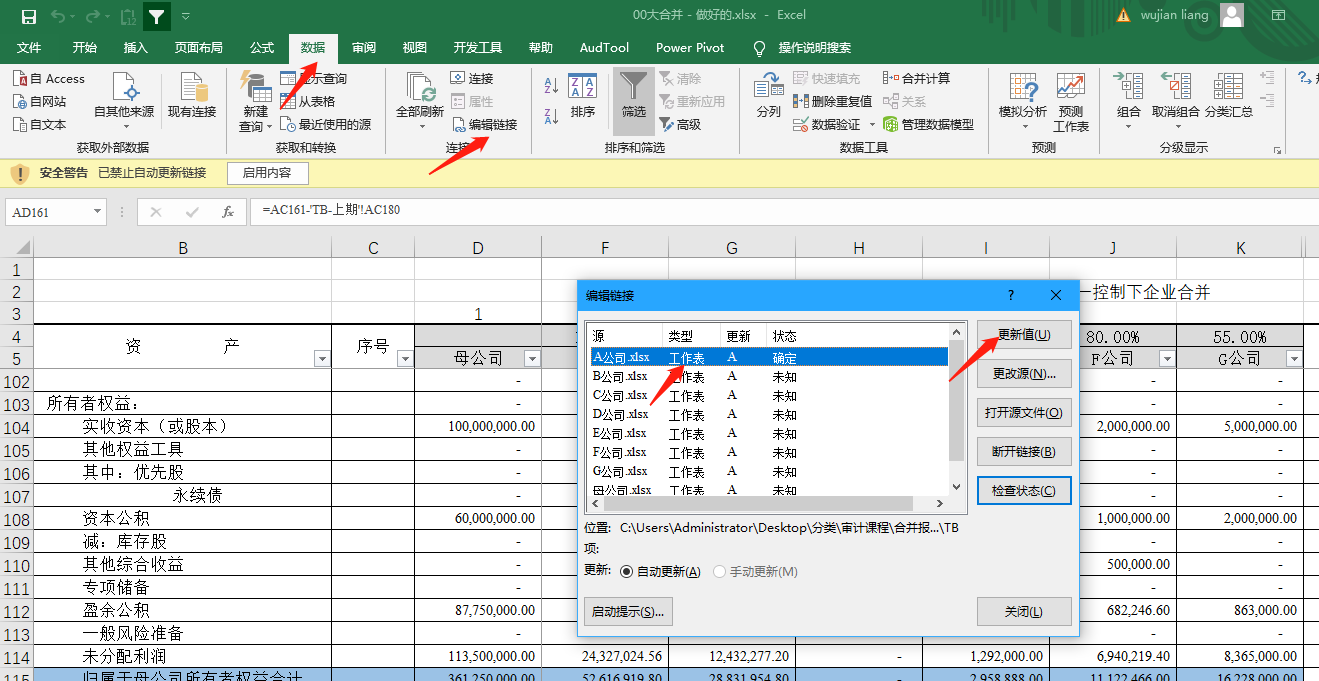 00大合并 - 做好的.xlsx - Excel
wujian liang
文件 开始 插入 页面布局 公式 数据 审阅 视图 开发工具 帮助 AudTool Power Pivot 操作说明搜索
自 Access
自网站
自文本
自其他来源
现有连接
获取外部数据
新建
查询
显示查询
从表格
最近使用的源
获取和转换
全部刷新
连接
属性
编辑链接
排序
筛选
清除
重新应用
高级
排序和筛选
分列
快速填充
删除重复值
数据验证
合并计算
关系
管理数据模型
数据工具
模拟分析
预测
工作表
预测
组合
取消组合
分类汇总
分级显示
安全警告 已禁止自动更新链接 启用内容
AD161 fx =AC161-'TB-上期'!AC180
B C D F G H I J K
1
2 一控制下企业合并
3 1
4 资 产 序号 80.00% 55.00%
5 母公司 F公司 G公司
102 - - -
103 所有者权益: - - -
104 实收资本（或股本） 100,000,000.00 2,000,000.00 5,000,000.00
105 其他权益工具 - - -
106 其中：优先股 - - -
107 永续债 - - -
108 资本公积 60,000,000.00 1,000,000.00 2,000,000.00
109 减：库存股 - - -
110 其他综合收益 - 500,000.00 -
111 专项储备 - - -
112 盈余公积 87,750,000.00 682,246.60 863,000.00
113 一般风险准备 - - -
114 未分配利润 113,500,000.00 24,327,024.56 12,432,277.20 - 1,292,000.00 6,940,219.40 8,365,000.00
115 归属于母公司所有者权益合计 361,250,000.00 52,616,919.80 28,831,954.80 - 2,958,888.00 11,122,466.00 16,228,000.00
编辑链接 ?
源 类型 更新 状态
A公司.xlsx 工作表 A 确定
B公司.xlsx 工作表 A 未知
C公司.xlsx 工作表 A 未知
D公司.xlsx 工作表 A 未知
E公司.xlsx 工作表 A 未知
F公司.xlsx 工作表 A 未知
G公司.xlsx 工作表 A 未知
母公司.xlsx 工作表 A 未知
更新值(U)
更改源(N)...
打开源文件(O)
断开链接(B)
检查状态(C)
位置: C:\Users\Administrator\Desktop\分类\审计课程\合并报...\TB
项:
更新: 自动更新(A) 手动更新(M)
启动提示(S)... 关闭(L)